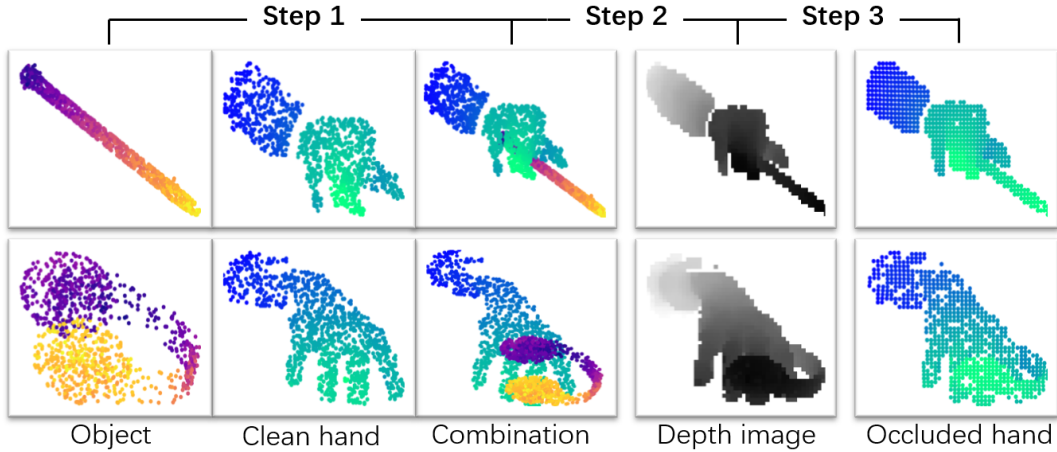 Step 1 Step 2 Step 3
Object Clean hand Combination Depth image Occluded hand